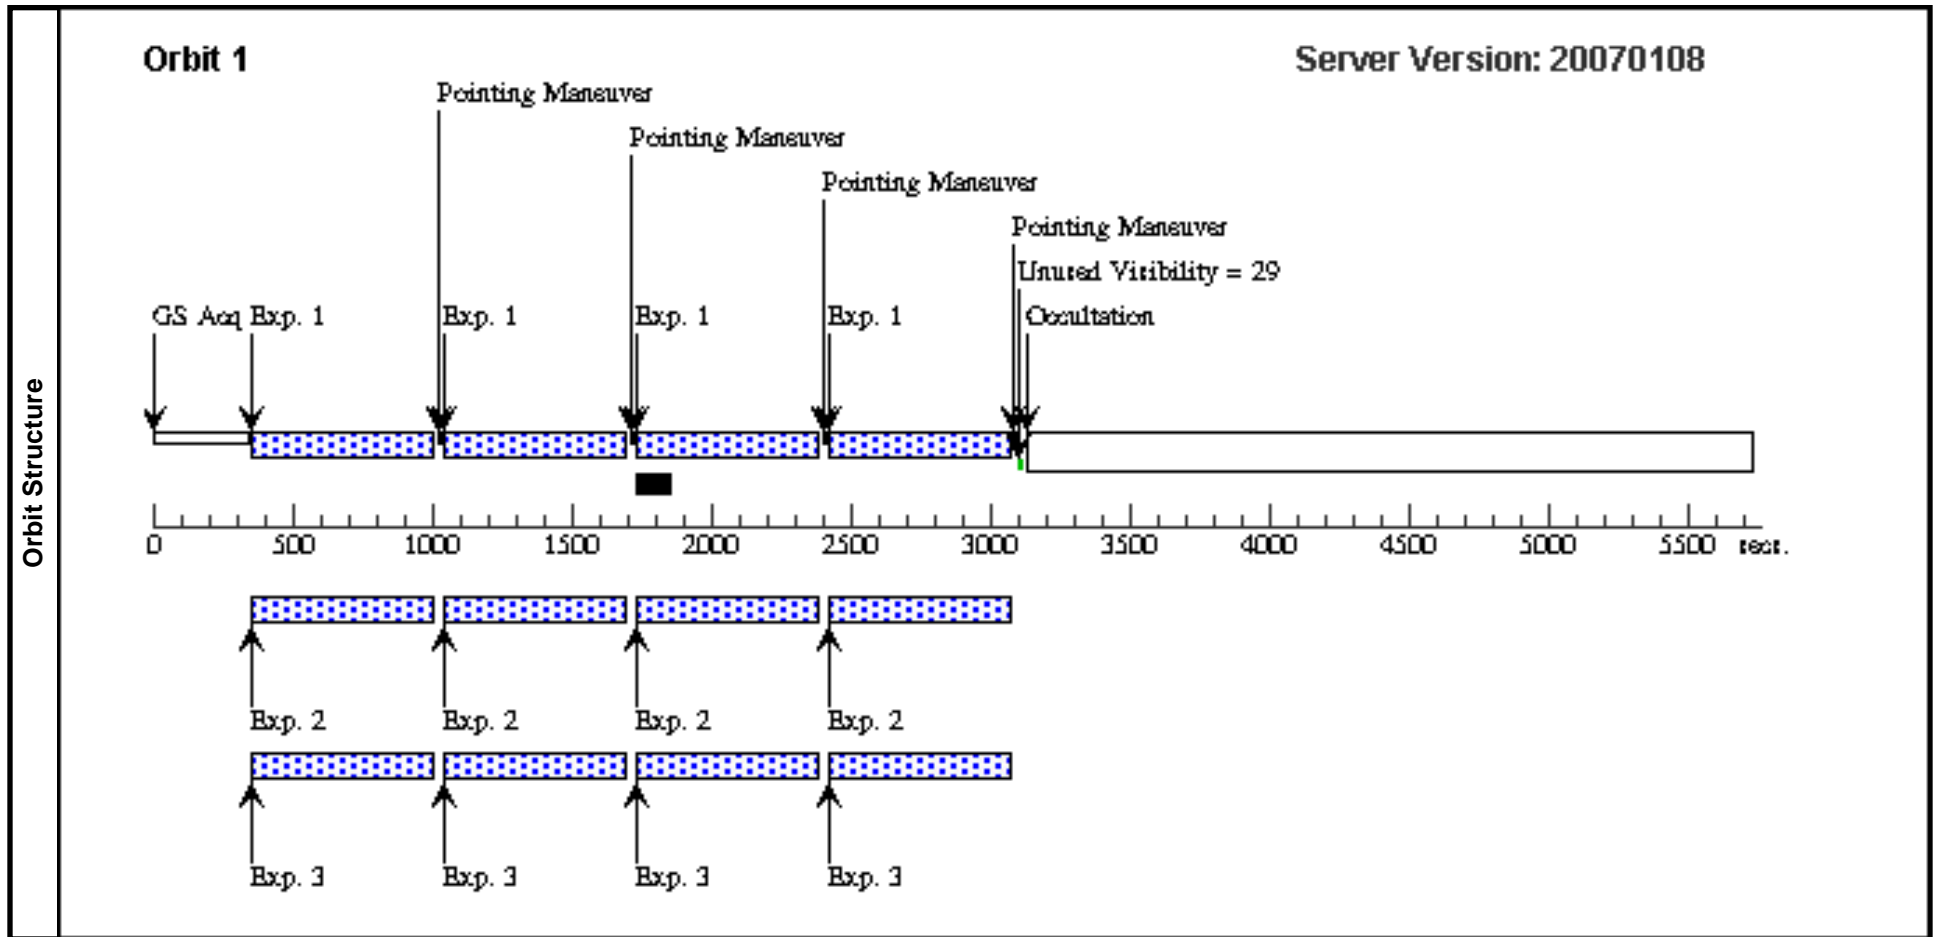 Orbit Structure
Orbit 1
Server Version: 20070108
Pointing Maneuver
Pointing Maneuver
Pointing Maneuver
Pointing Maneuver
Unused Visibility = 29
GS Acq Exp. 1 Exp. 1 Exp. 1 Exp. 1 Occultation
0 500 1000 1500 2000 2500 3000 3500 4000 4500 5000 5500 secs.
Exp. 2 Exp. 2 Exp. 2 Exp. 2
Exp. 3 Exp. 3 Exp. 3 Exp. 3